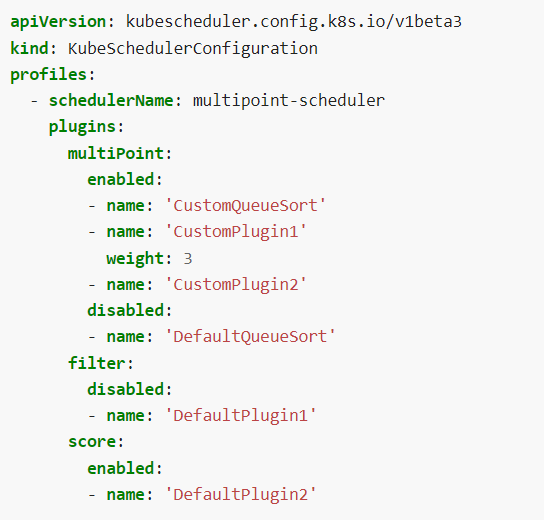 apiVersion: kubescheduler.config.k8s.io/v1beta3
kind: KubeSchedulerConfiguration
profiles:
  - schedulerName: multipoint-scheduler
    plugins:
      multiPoint:
        enabled:
        - name: 'CustomQueueSort'
        - name: 'CustomPlugin1'
          weight: 3
        - name: 'CustomPlugin2'
        disabled:
        - name: 'DefaultQueueSort'
      filter:
        disabled:
        - name: 'DefaultPlugin1'
      score:
        enabled:
        - name: 'DefaultPlugin2'